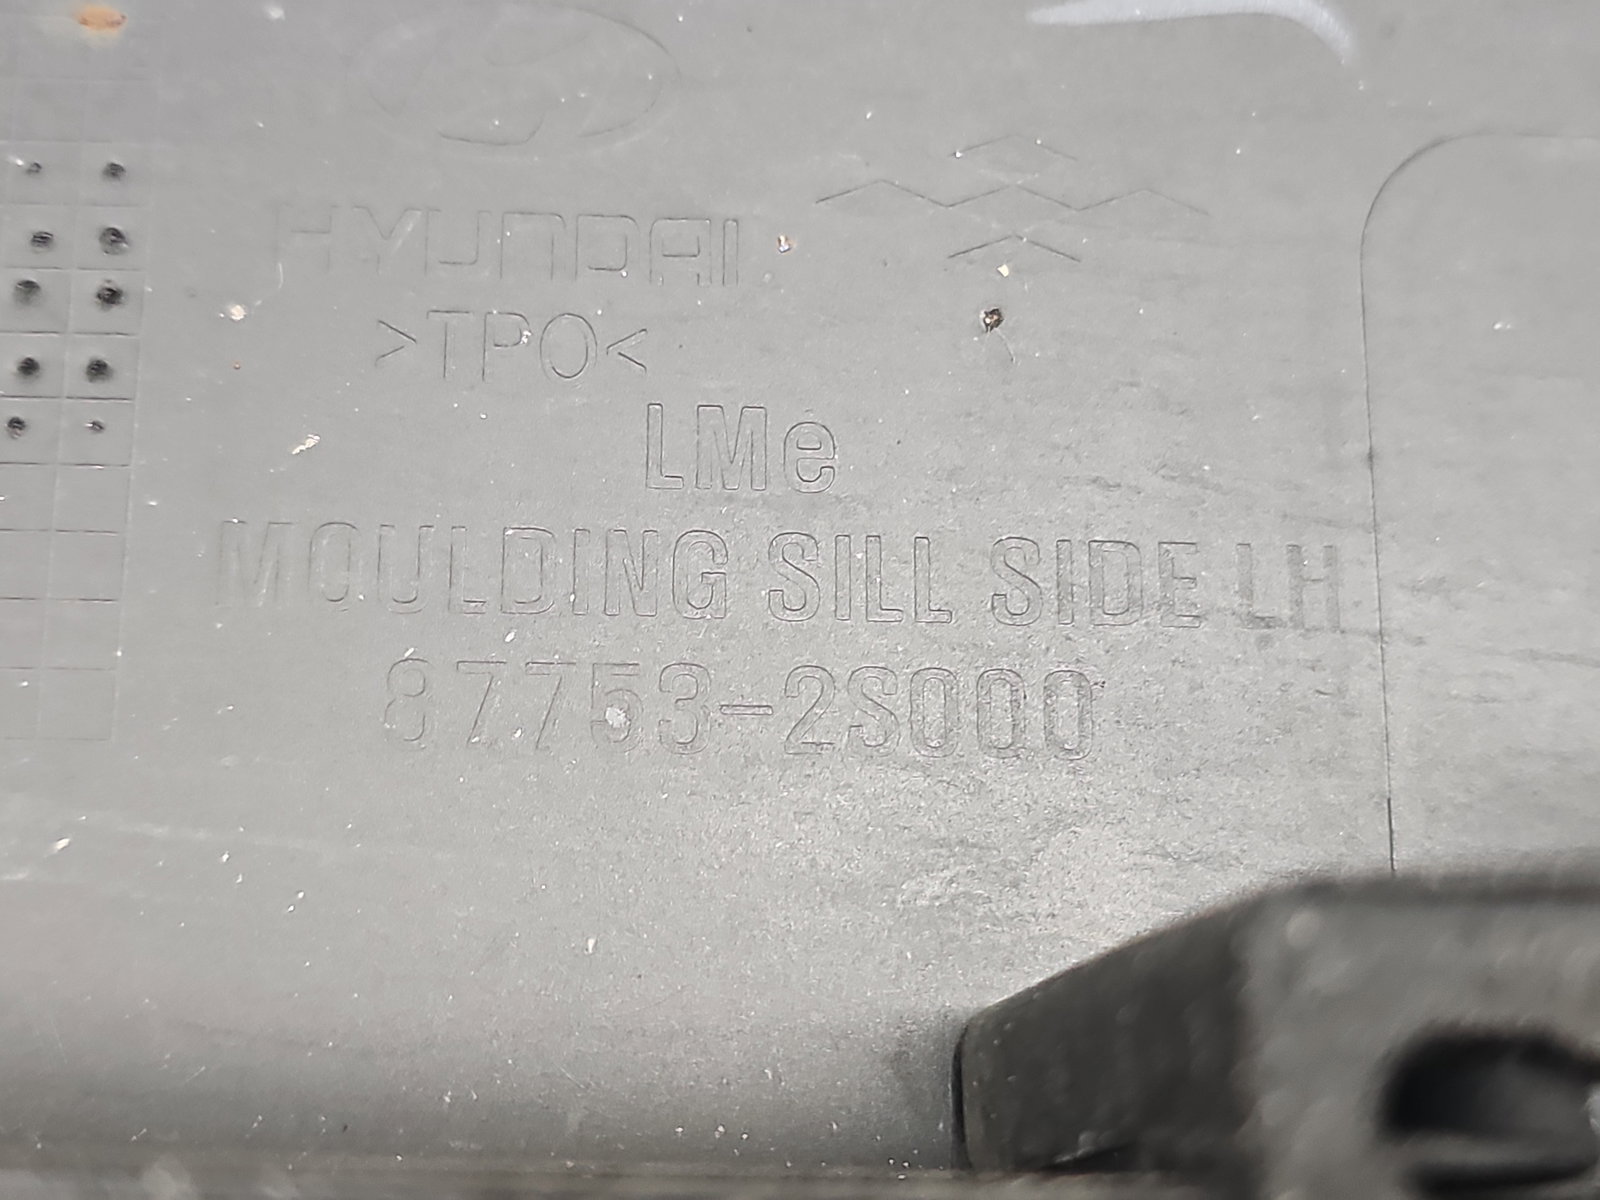 HYUNDAI
>TPO<
LMe
MOULDING SILL SIDE LH
87753-2S000